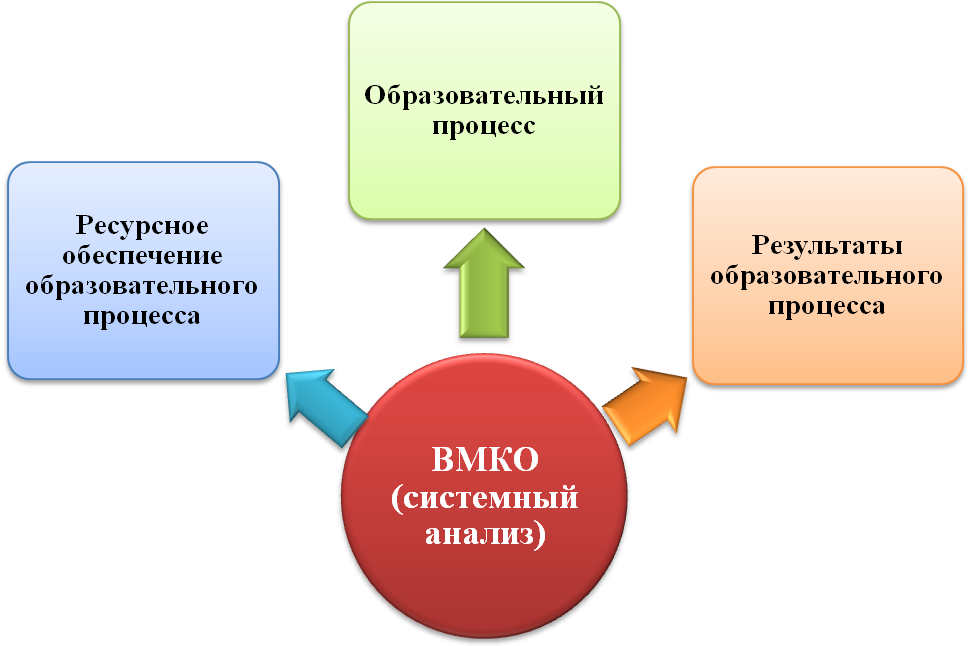 Образовательный
процесс
Ресурсное
обеспечение
образовательного
процесса
Результаты
образовательного
процесса
ВМКО
(системный
анализ)